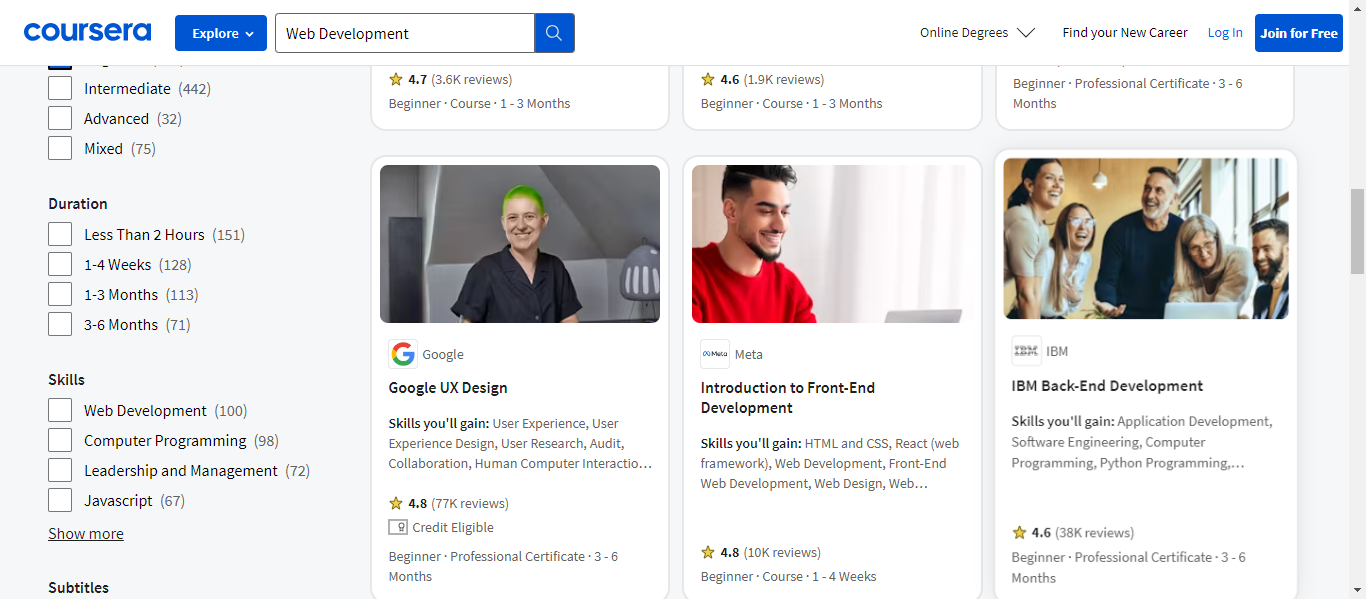 coursera
Explore
Web Development
Online Degrees
Find your New Career
Log In
Join for Free
Intermediate (442)
Advanced (32)
Mixed (75)
Duration
Less Than 2 Hours (151)
1-4 Weeks (128)
1-3 Months (113)
3-6 Months (71)
Skills
Web Development (100)
Computer Programming (98)
Leadership and Management (72)
Javascript (67)
Show more
Subtitles
4.7 (3.6K reviews)
Beginner · Course · 1 - 3 Months
4.6 (1.9K reviews)
Beginner · Course · 1 - 3 Months
Beginner · Professional Certificate · 3 - 6
Months
Google
Google UX Design
Skills you'll gain: User Experience, User
Experience Design, User Research, Audit,
Collaboration, Human Computer Interactio...
4.8 (77K reviews)
Credit Eligible
Beginner · Professional Certificate · 3 - 6
Months
Meta
Meta
Introduction to Front-End
Development
Skills you'll gain: HTML and CSS, React (web
framework), Web Development, Front-End
Web Development, Web Design, Web...
4.8 (10K reviews)
Beginner · Course · 1 - 4 Weeks
IBM
IBM
IBM Back-End Development
Skills you'll gain: Application Development,
Software Engineering, Computer
Programming, Python Programming,...
4.6 (38K reviews)
Beginner · Professional Certificate · 3 - 6
Months